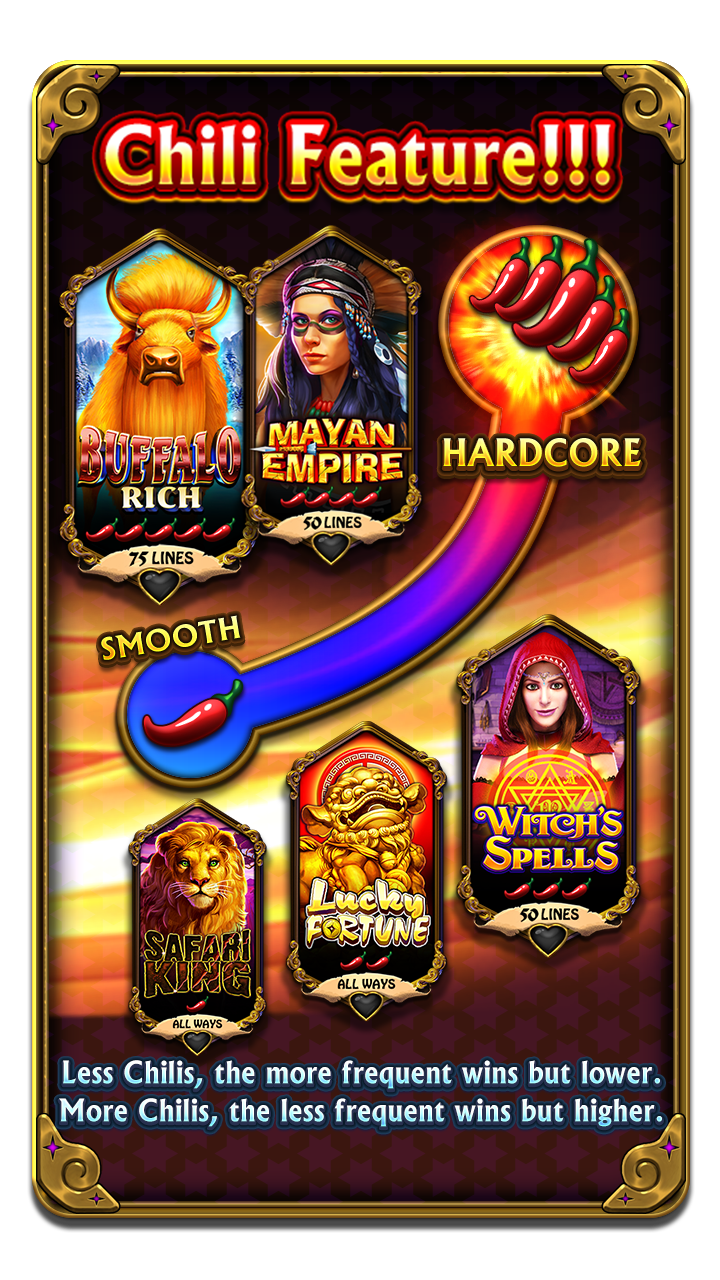 Chili Feature!!!
BUFFALO
RICH
75 LINES
MAYAN
EMPIRE
50 LINES
HARDCORE
SMOOTH
WITCH'S
SPELLS
50 LINES
Lucky
FORTUNE
ALL WAYS
SAFARI
KING
ALL WAYS
Less Chilis, the more frequent wins but lower.
More Chilis, the less frequent wins but higher.